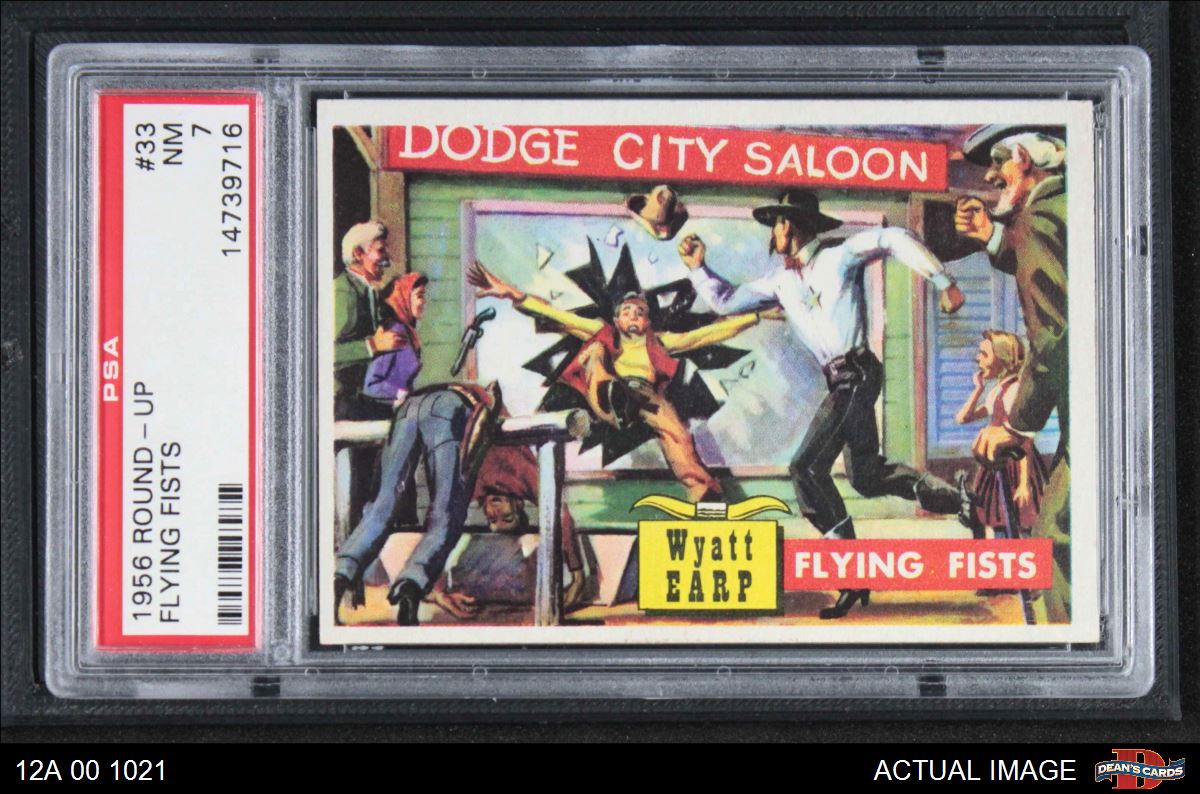 PSA
1956 ROUND-UP #33
FLYING FISTS NM 7
14739716
DODGE CITY SALOON
Wyatt
EARP
FLYING FISTS
12A 00 1021
ACTUAL IMAGE
D
DEAN'S CARDS